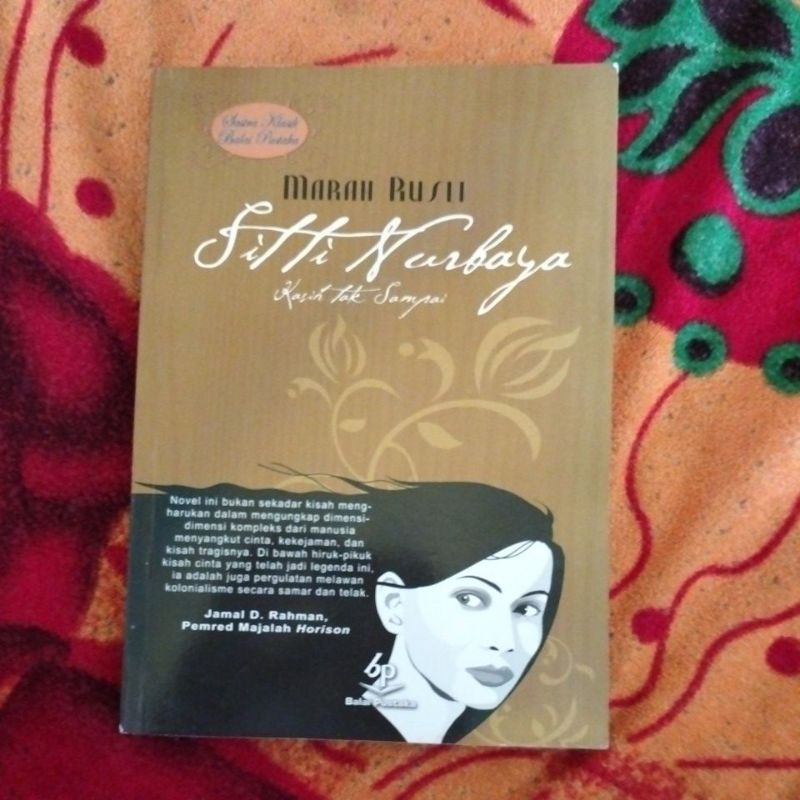 Sastra Klasik
Balai Pustaka
MARAH RUSLI
Sitti Nurbaya
Kasih tak Sampai
Novel ini bukan sekadar kisah meng-
harukan dalam mengungkap dimensi-
dimensi kompleks dari manusia
menyangkut cinta, kekejaman, dan
kisah tragisnya. Di bawah hiruk-pikuk
kisah cinta yang telah jadi legenda ini,
ia adalah juga pergulatan melawan
kolonialisme secara samar dan telak.
Jamal D. Rahman,
Pemred Majalah Horison
bp
Balai Pustaka